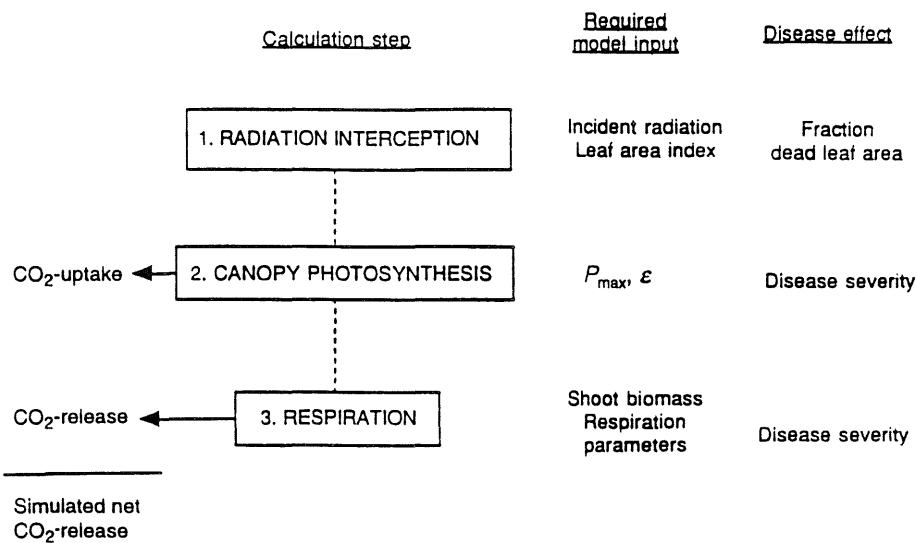 Calculation step
Required
model input
Disease effect
1. RADIATION INTERCEPTION
Incident radiation
Leaf area index
Fraction
dead leaf area
CO2-uptake
2. CANOPY PHOTOSYNTHESIS
Pmax, ε
Disease severity
CO2-release
3. RESPIRATION
Shoot biomass
Respiration
parameters
Disease severity
Simulated net
CO2-release